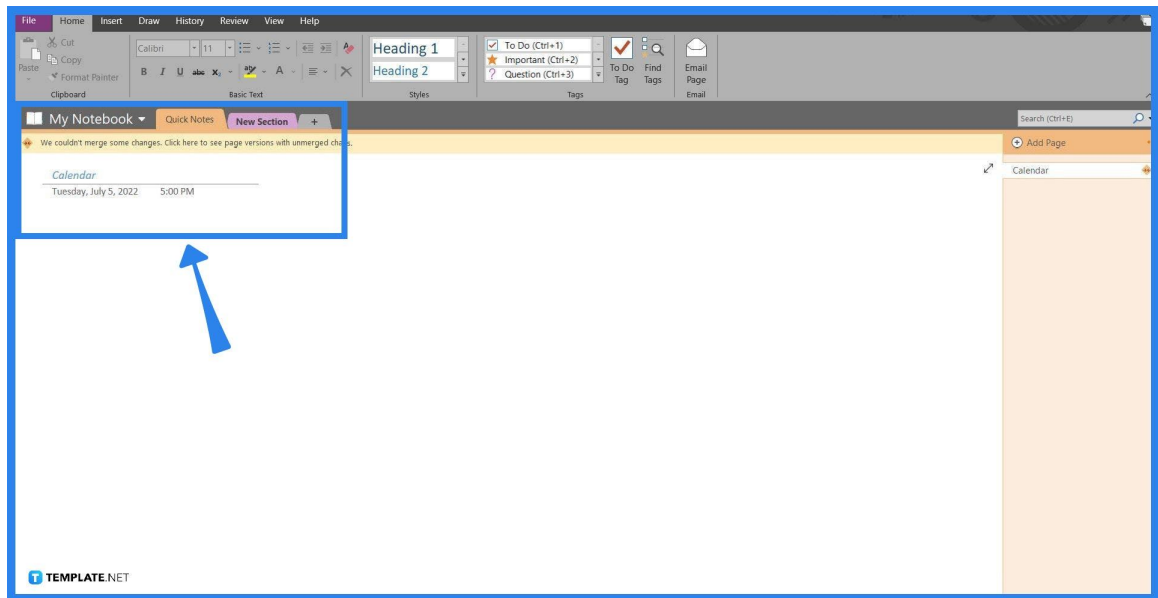 File Home Insert Draw History Review View Help
Cut
Copy
Paste
Format Painter
Clipboard
Calibri 11
B I U abc X₂ aby A
Basic Text
Heading 1
Heading 2
Styles
To Do (Ctrl+1)
Important (Ctrl+2)
? Question (Ctrl+3)
To Do Tag
Find Tags
Tags
Email Page
Email
My Notebook Quick Notes New Section +
Search (Ctrl+E)
We couldn't merge some changes. Click here to see page versions with unmerged
Add Page
Calendar
Tuesday, July 5, 2022 5:00 PM
Calendar
T TEMPLATE.NET